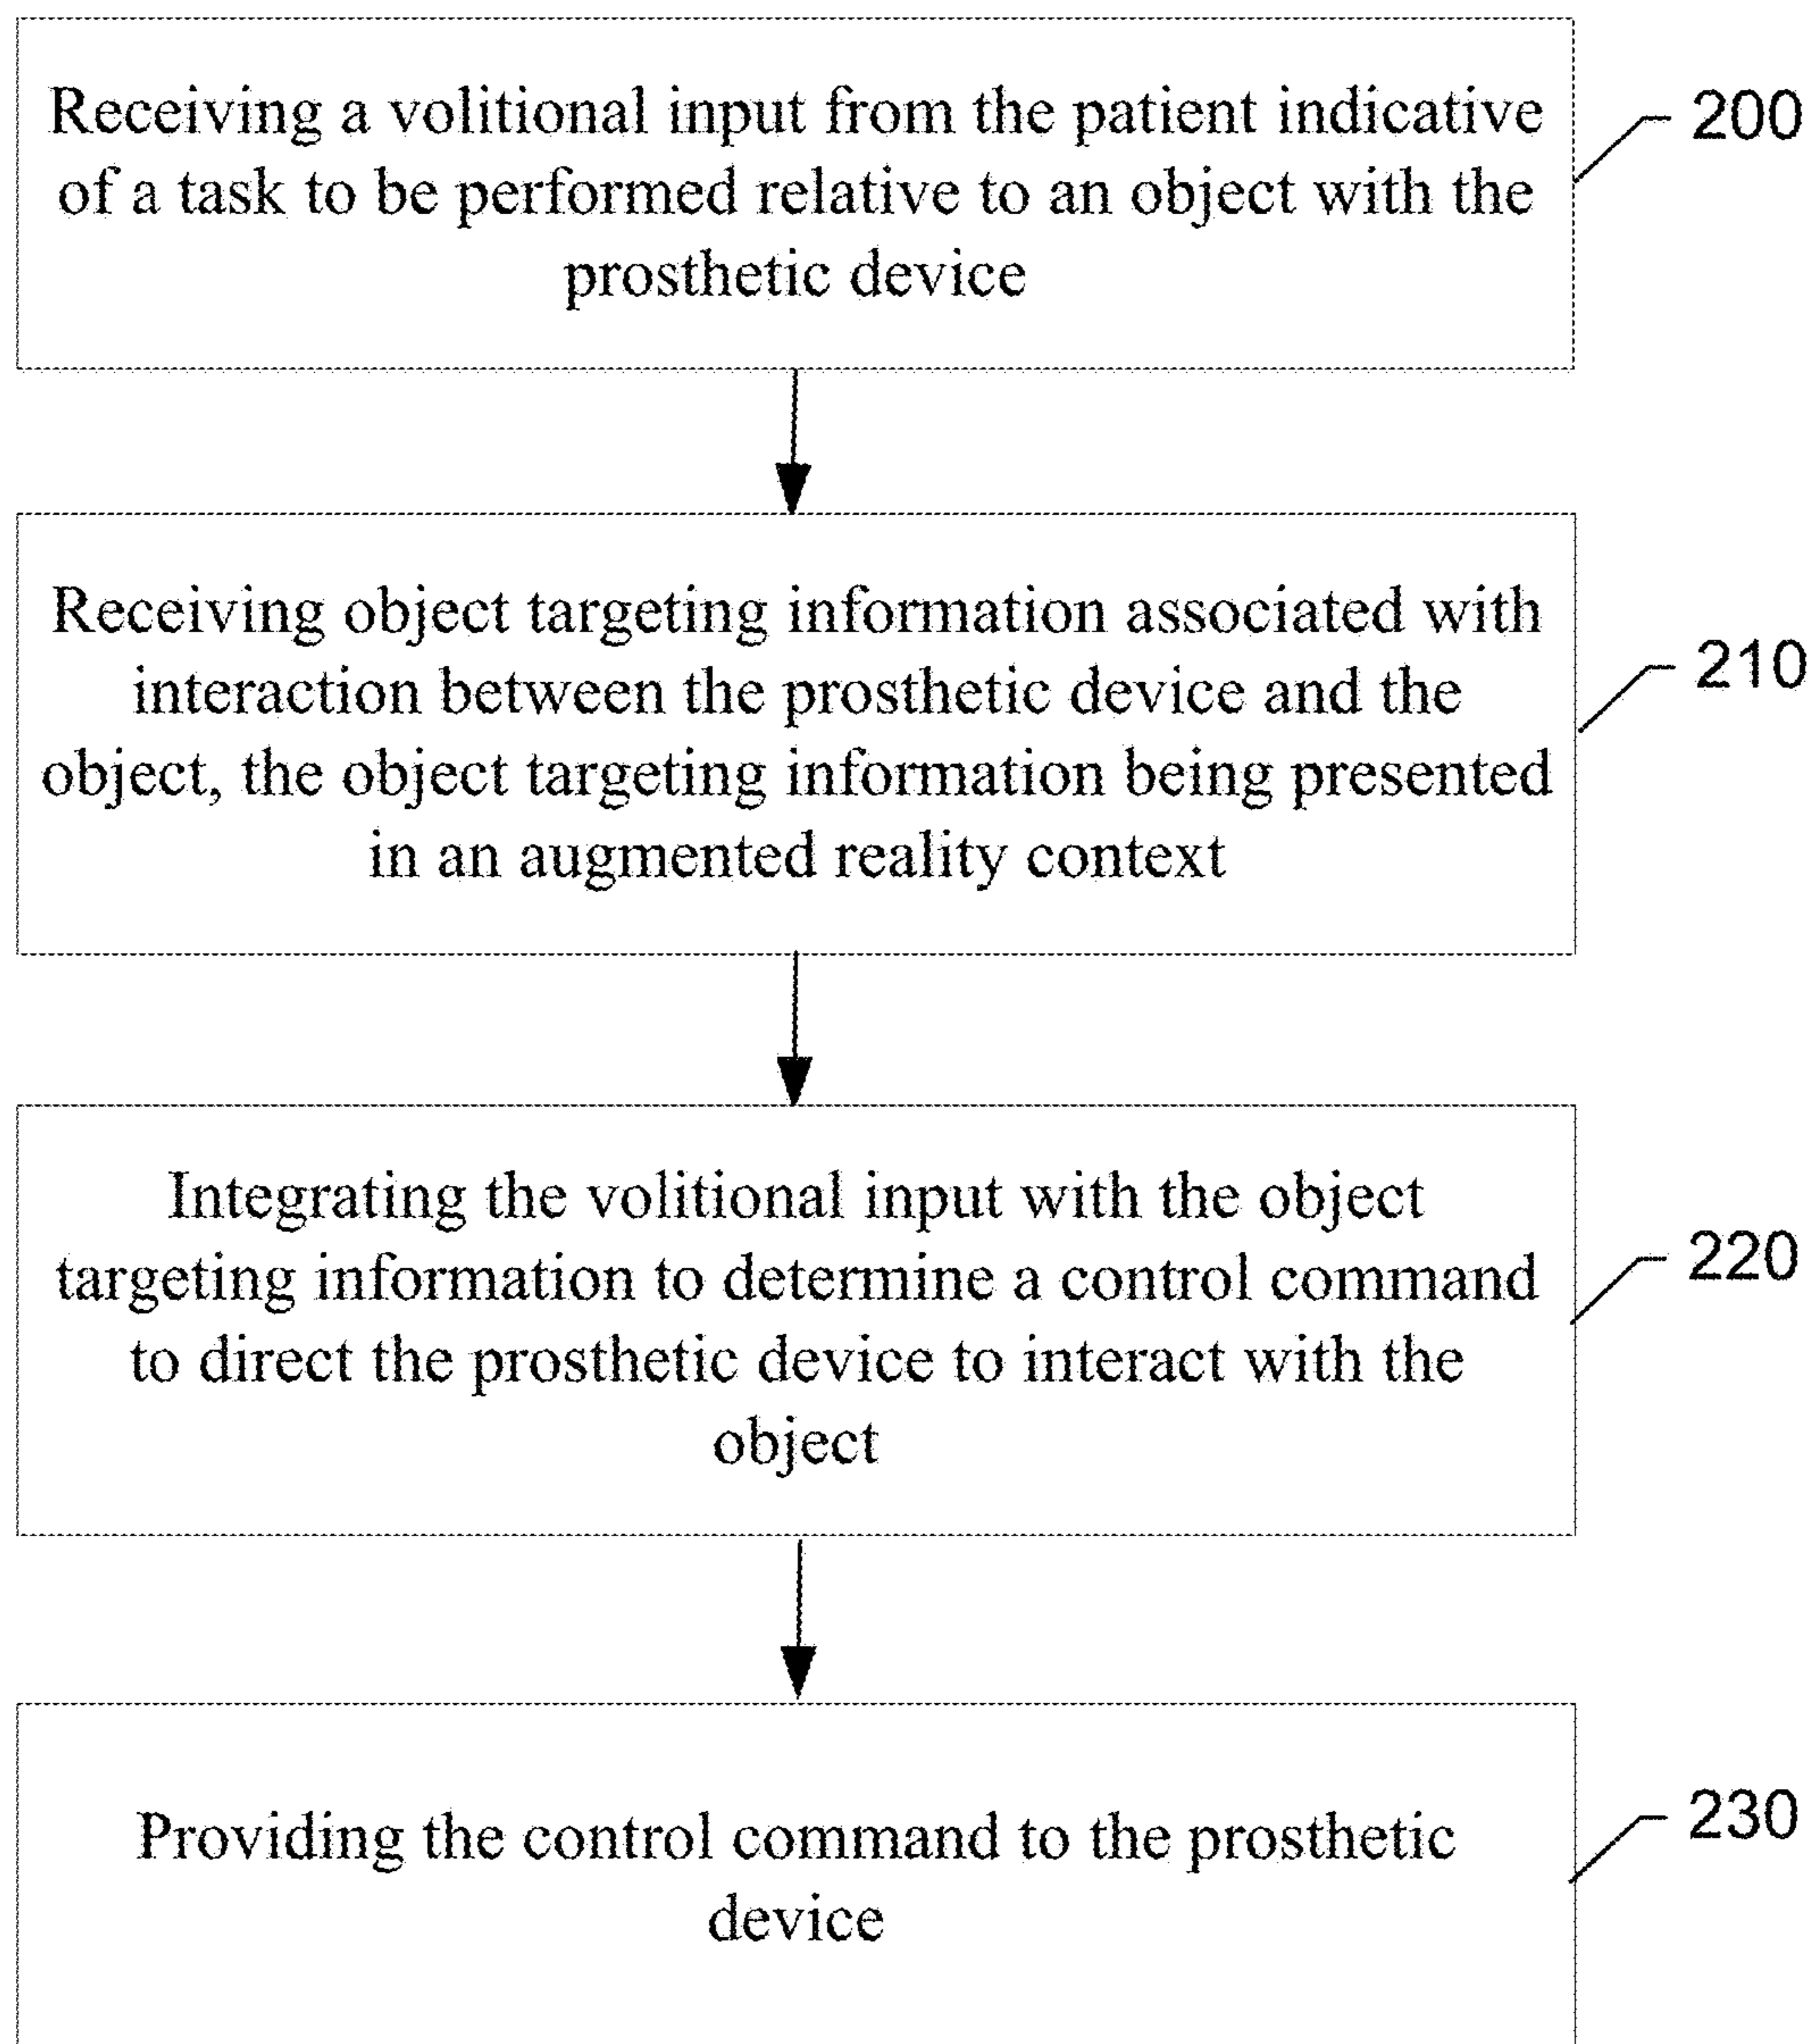 Receiving a volitional input from the patient indicative
of a task to be performed relative to an object with the
prosthetic device
200
Receiving object targeting information associated with
interaction between the prosthetic device and the
object, the object targeting information being presented
in an augmented reality context
210
Integrating the volitional input with the object
targeting information to determine a control command
to direct the prosthetic device to interact with the
object
220
Providing the control command to the prosthetic
device
230